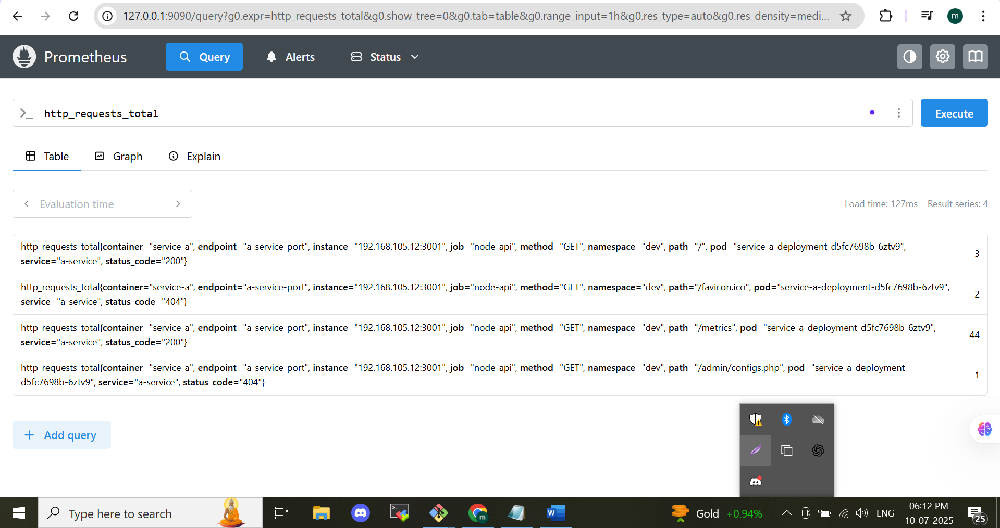 127.0.0.1:9090/query?g0.expr=http_requests_total&g0.show_tree=0&g0.tab=table&g0.range_input=1h&g0.res_type=auto&g0.res_density=medi...
m
Prometheus
Query
Alerts
Status
>_ http_requests_total
Execute
Table
Graph
Explain
Evaluation time
Load time: 127ms Result series: 4
http_requests_total{container="service-a", endpoint="a-service-port", instance="192.168.105.12:3001", job="node-api", method="GET", namespace="dev", path="/", pod="service-a-deployment-d5fc7698b-6ztv9",
service="a-service", status_code="200"}
3
http_requests_total{container="service-a", endpoint="a-service-port", instance="192.168.105.12:3001", job="node-api", method="GET", namespace="dev", path="/favicon.ico", pod="service-a-deployment-d5fc7698b-6ztv9",
service="a-service", status_code="404"}
2
http_requests_total{container="service-a", endpoint="a-service-port", instance="192.168.105.12:3001", job="node-api", method="GET", namespace="dev", path="/metrics", pod="service-a-deployment-d5fc7698b-6ztv9",
service="a-service", status_code="200"}
44
http_requests_total{container="service-a", endpoint="a-service-port", instance="192.168.105.12:3001", job="node-api", method="GET", namespace="dev", path="/admin/configs.php", pod="service-a-deployment-
d5fc7698b-6ztv9", service="a-service", status_code="404"}
1
+ Add query
Type here to search
m
W
Gold +0.94%
ENG
06:12 PM
10-07-2025
25